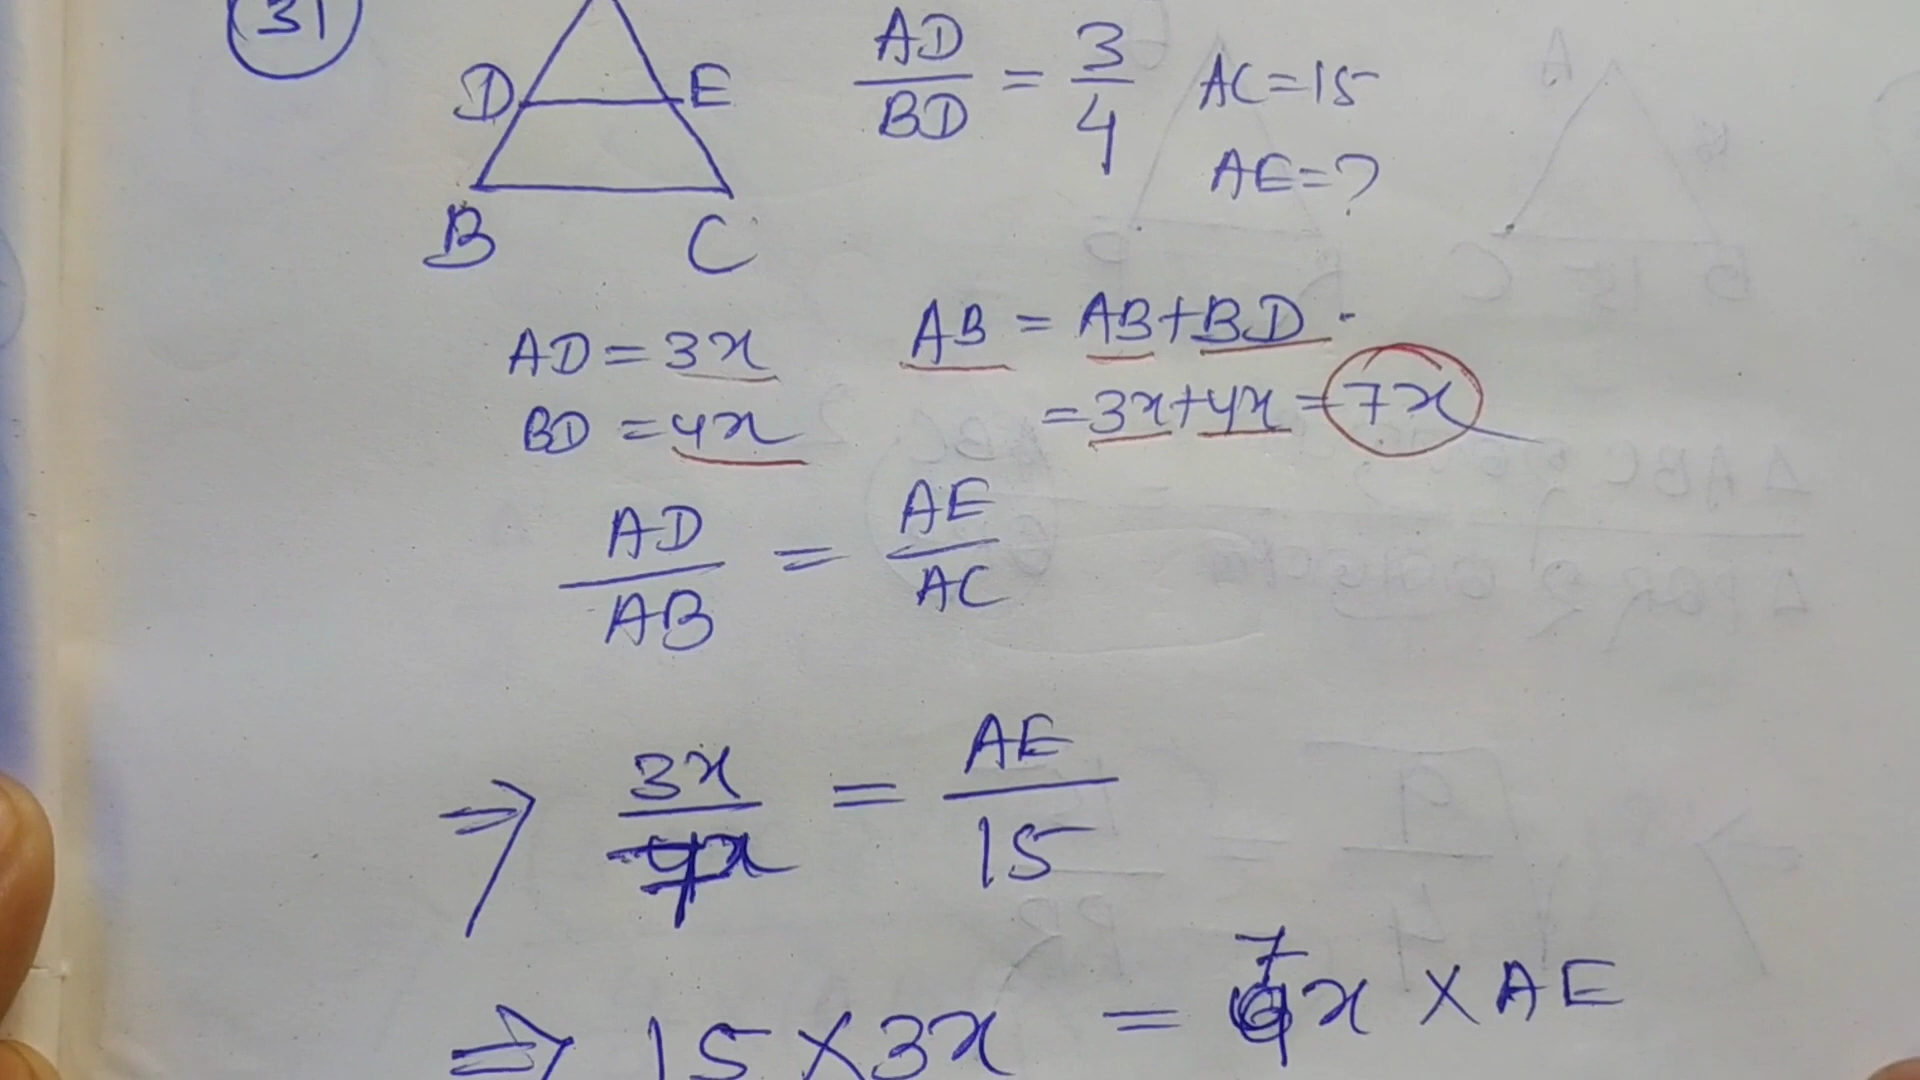 31
D E
B C
AD/BD = 3/4 AC=15
AE=?
AD=3x
BD=4x
AB = AB+BD.
=3x+4x=7x
AD/AB = AE/AC
⇒ 3x/7x = AE/15
⇒ 15×3x = 7x × AE